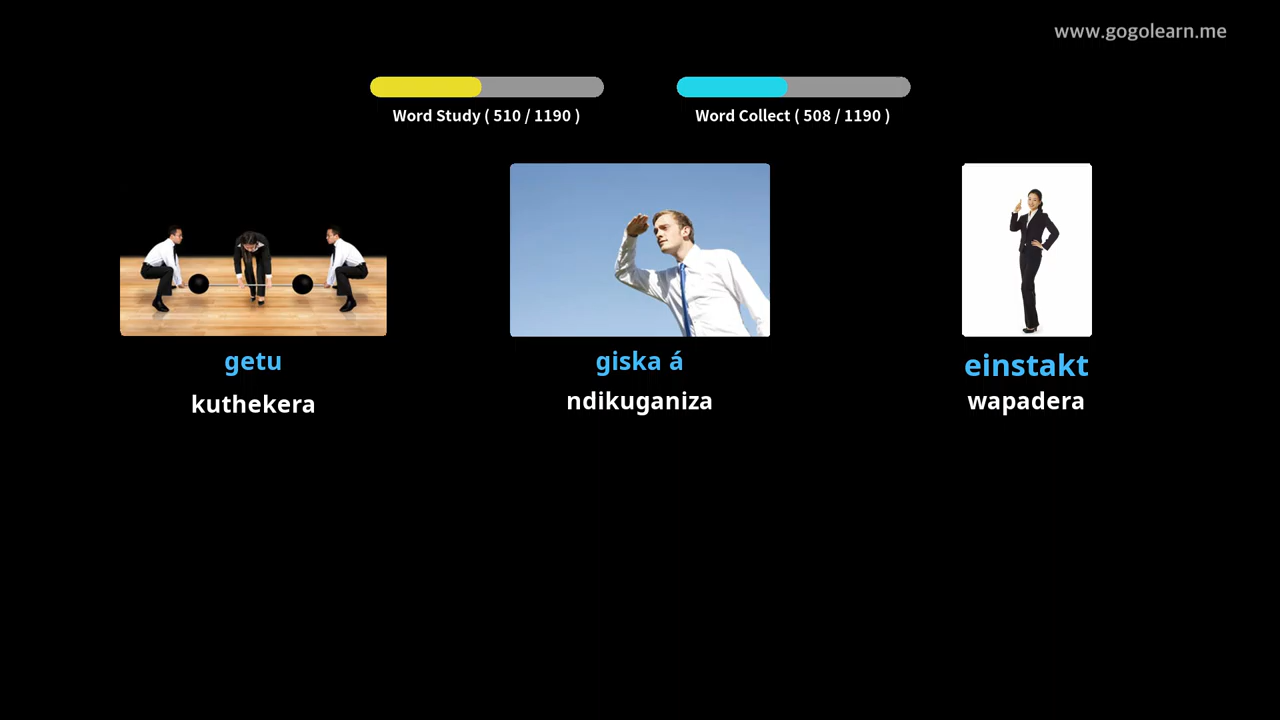 www.gogolearn.me
Word Study ( 510 / 1190 )
Word Collect ( 508 / 1190 )
getu
kuthekera
giska á
ndikuganiza
einstakt
wapadera